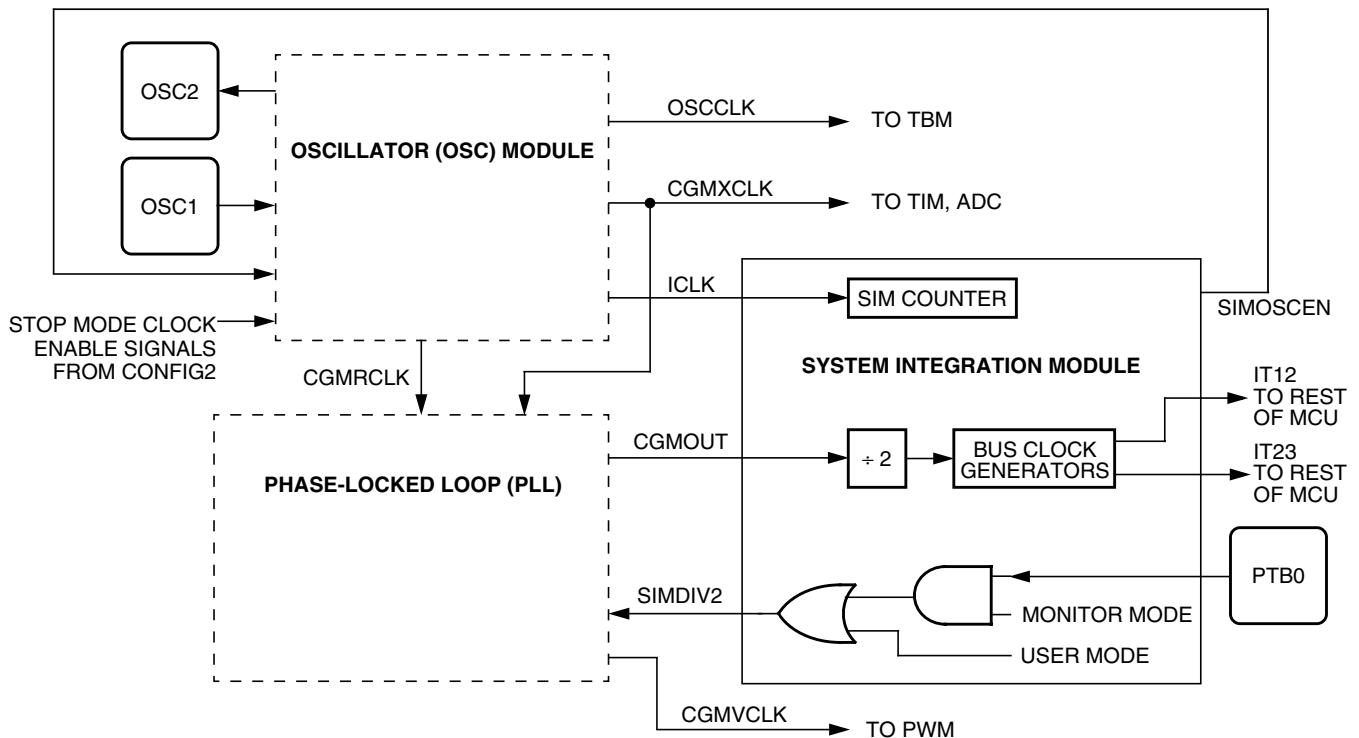 OSC2
OSC1
OSCILLATOR (OSC) MODULE
OSCCLK
TO TBM
CGMXCLK
TO TIM, ADC
ICLK
SIM COUNTER
SIMOSCEN
STOP MODE CLOCK
ENABLE SIGNALS
FROM CONFIG2
CGMRCLK
SYSTEM INTEGRATION MODULE
IT12
TO REST
OF MCU
CGMOUT
÷ 2
BUS CLOCK
GENERATORS
IT23
TO REST
OF MCU
PHASE-LOCKED LOOP (PLL)
PTB0
SIMDIV2
MONITOR MODE
USER MODE
CGMVCLK
TO PWM